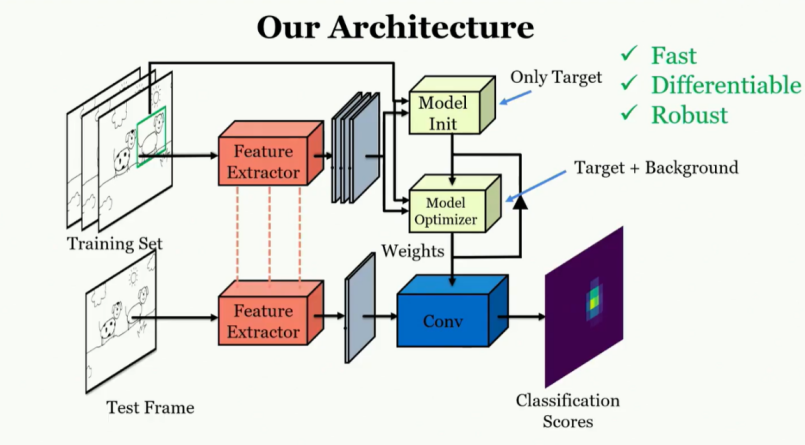 Our Architecture
✓ Fast
✓ Differentiable
✓ Robust
Only Target
Model
Init
Feature
Extractor
Target + Background
Model
Optimizer
Training Set
Weights
Feature
Extractor
Conv
Test Frame
Classification
Scores